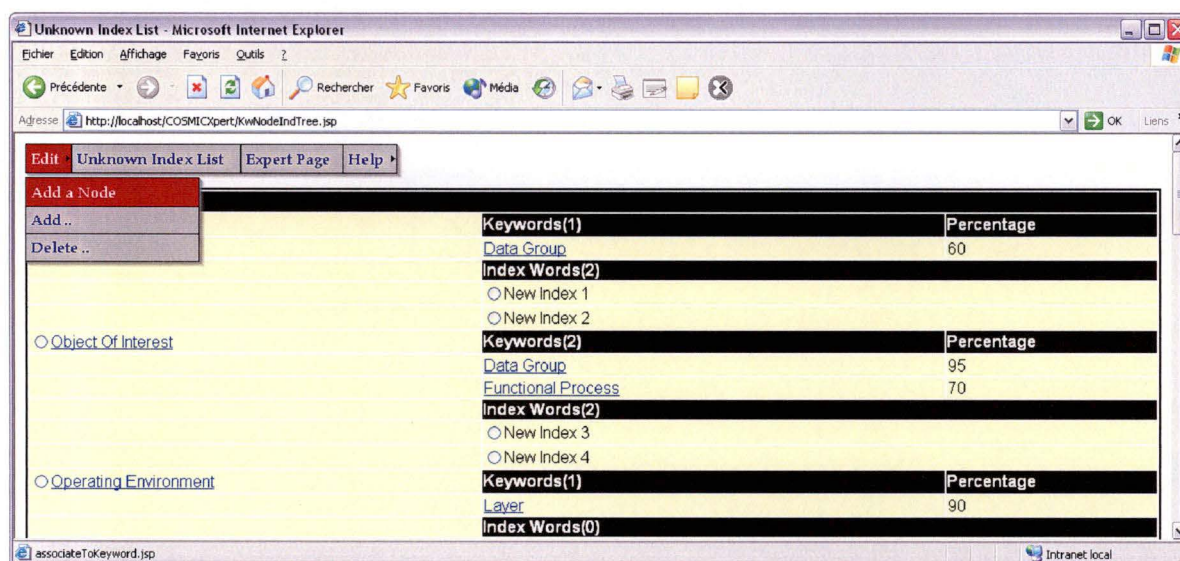 Unknown Index List - Microsoft Internet Explorer
Fichier Edition Affichage Favoris Outils ?
Précédente Rechercher Favoris Média
Adresse http://localhost/COSMICXpert/KwNodeIndTree.jsp OK Liens
Edit Unknown Index List Expert Page Help
Add a Node
Add .. Keywords(1) Percentage
Delete .. Data Group 60
Index Words(2)
New Index 1
New Index 2
Object Of Interest Keywords(2) Percentage
Data Group 95
Functional Process 70
Index Words(2)
New Index 3
New Index 4
Operating Environment Keywords(1) Percentage
Layer 90
Index Words(0)
associateToKeyword.jsp Intranet local